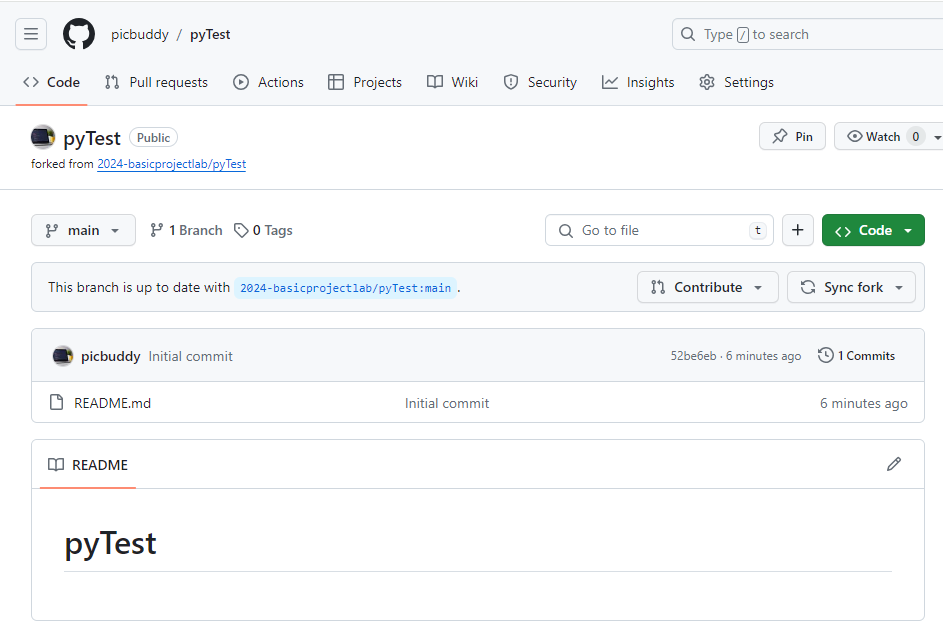 picbuddy / pyTest
Type / to search
Code Pull requests Actions Projects Wiki Security Insights Settings
pyTest Public
Pin Watch 0
forked from 2024-basicprojectlab/pyTest
main 1 Branch 0 Tags Go to file t + Code
This branch is up to date with 2024-basicprojectlab/pyTest:main . Contribute Sync fork
picbuddy Initial commit 52be6eb · 6 minutes ago 1 Commits
README.md Initial commit 6 minutes ago
README
pyTest